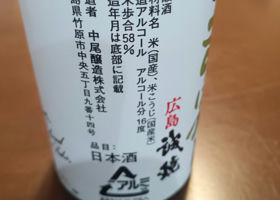 広島
誠鏡
醸酒
材料名 米(国産)、米こうじ(国産米)
造アルコール アルコール分16度
米歩合58%
造年月は底部に記載
造者 中尾醸造株式会社
島県竹原市中央五丁目九番十四号
品目:
日本酒
アルミ